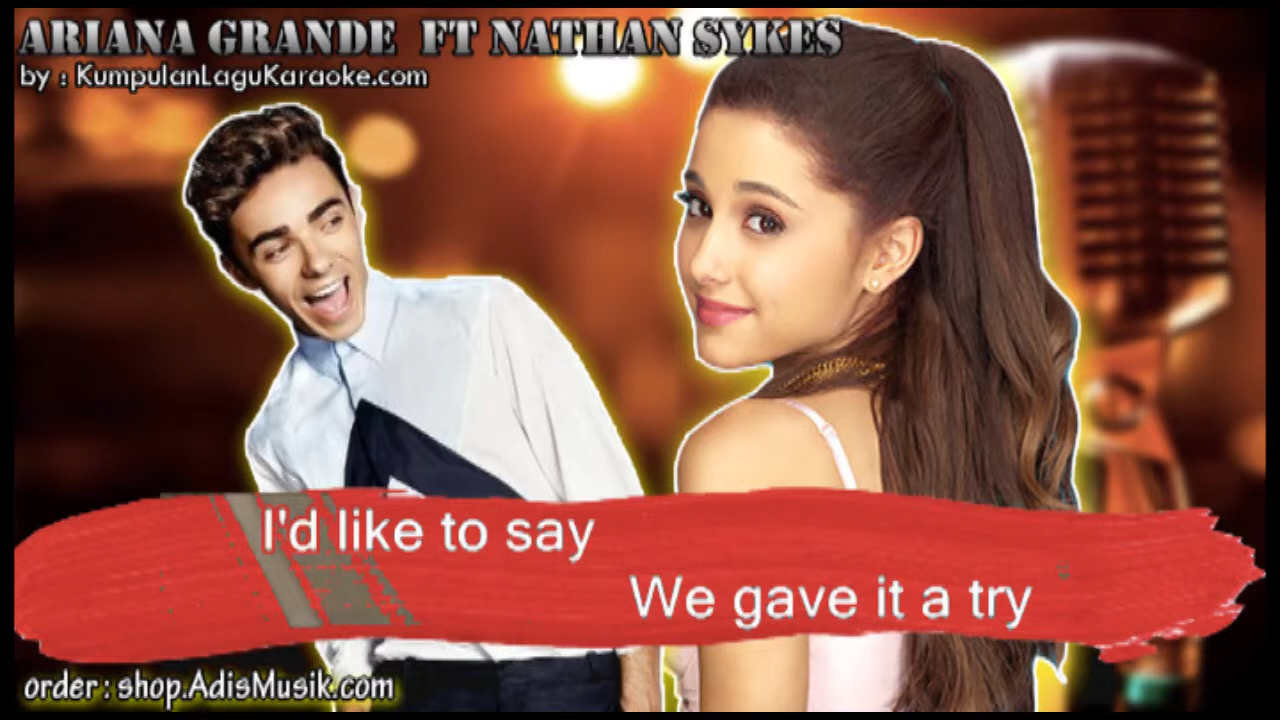 ARIANA GRANDE FT NATHAN SYKES
by : KumpulanLaguKaraoke.com
I'd like to say
We gave it a try
order : shop.AdisMusik.com